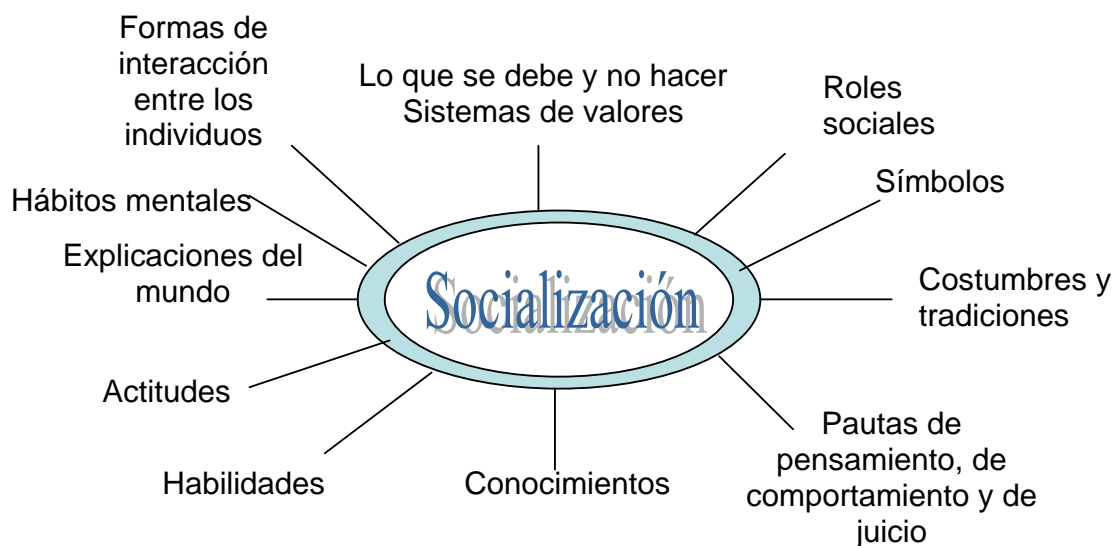 Formas de
interacción
entre los
individuos
Lo que se debe y no hacer
Sistemas de valores
Roles
sociales
Símbolos
Hábitos mentales
Explicaciones del
mundo
Socialización
Costumbres y
tradiciones
Actitudes
Habilidades
Conocimientos
Pautas de
pensamiento, de
comportamiento y de
juicio